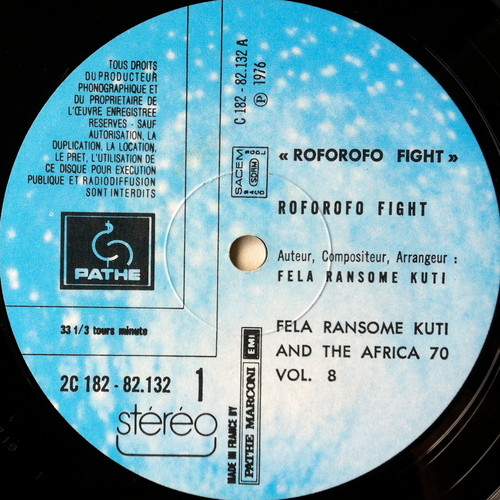 TOUS DROITS
DU PRODUCTEUR
PHONOGRAPHIQUE ET
DU PROPRIETAIRE DE
L'ŒUVRE ENREGISTREE
RESERVES - SAUF
AUTORISATION, LA
DUPLICATION, LA LOCATION,
LE PRET, L'UTILISATION DE
CE DISQUE POUR EXECUTION
PUBLIQUE ET RADIODIFFUSION
SONT INTERDITS
PATHE
33 1/3 tours minute
2C 182 - 82.132 1
stéréo
C 182 - 82.132 A
℗ 1976
SACEM
SDRM
« ROFOROFO FIGHT »
ROFOROFO FIGHT
Auteur, Compositeur, Arrangeur :
FELA RANSOME KUTI
FELA RANSOME KUTI
AND THE AFRICA 70
VOL. 8
MADE IN FRANCE BY
PATHE MARCONI EMI